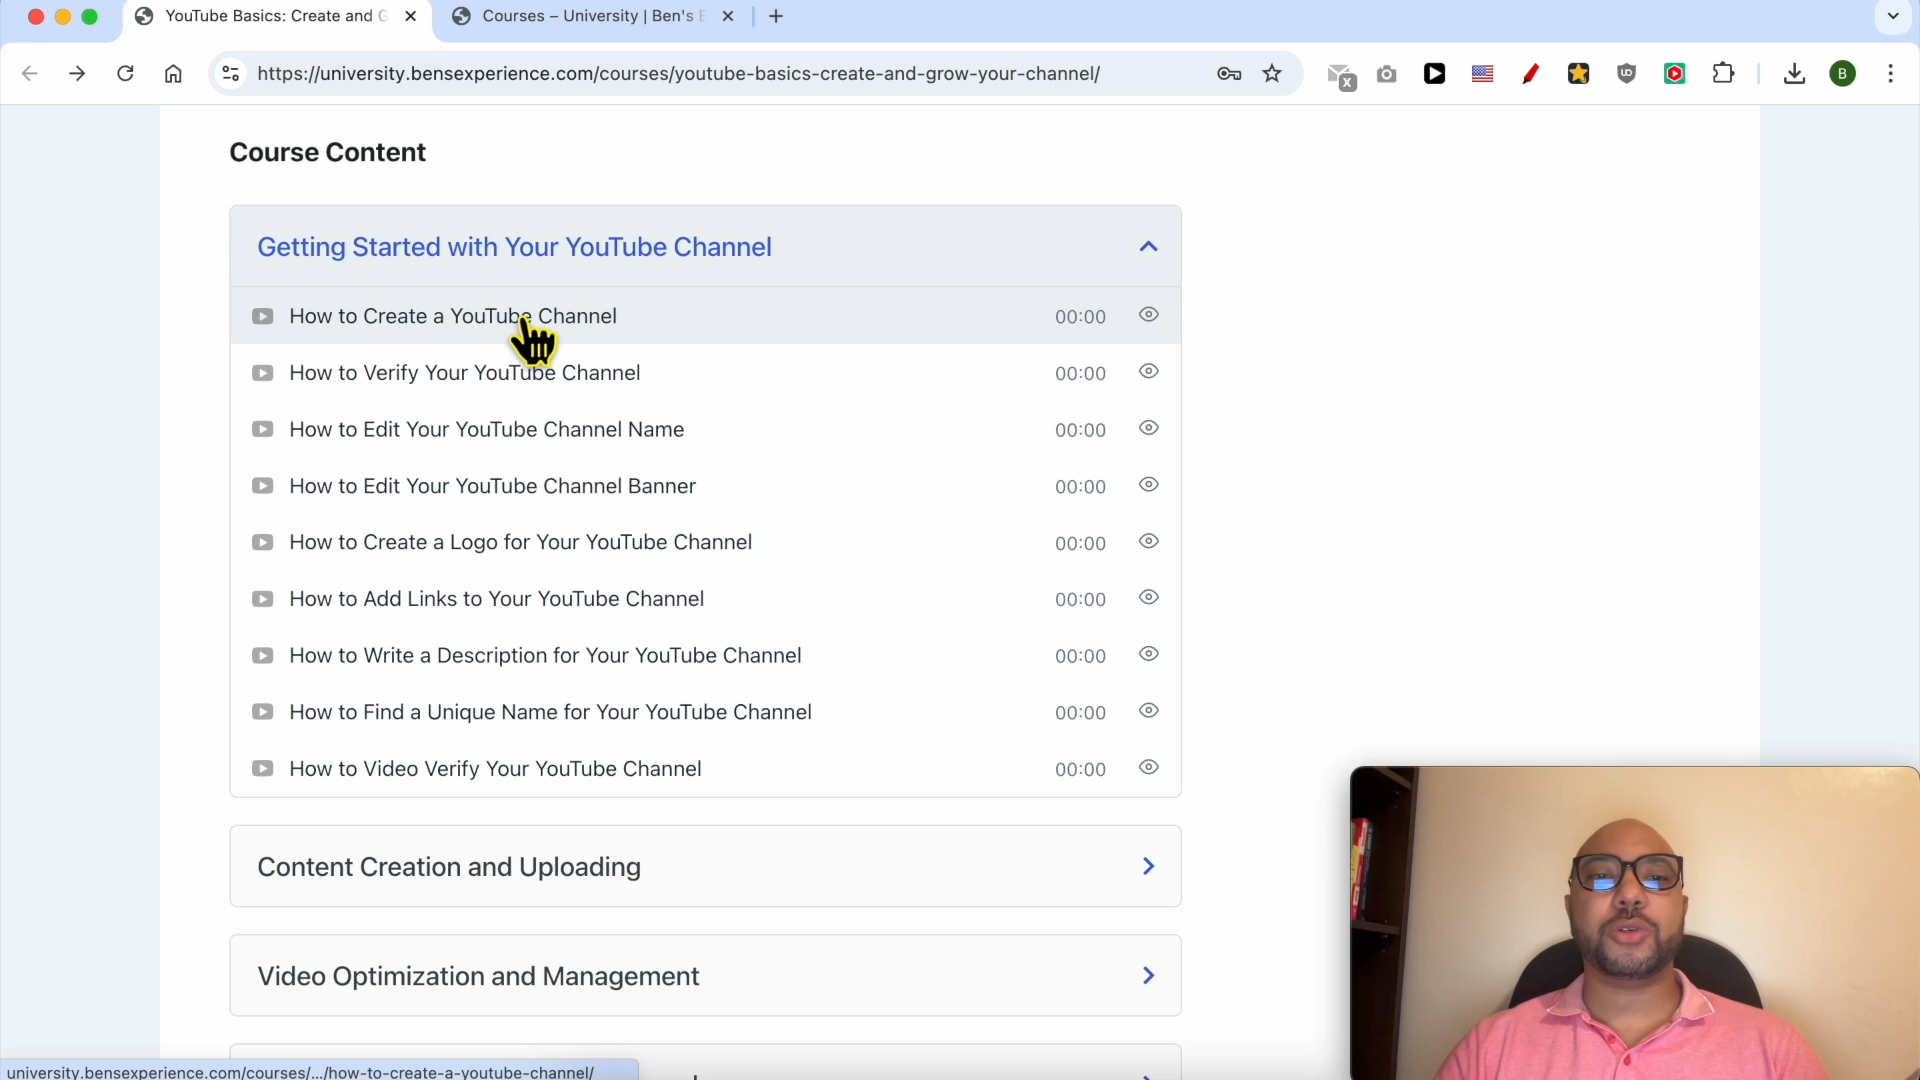 YouTube Basics: Create and G
Courses – University | Ben's E
https://university.bensexperience.com/courses/youtube-basics-create-and-grow-your-channel/
X
UD
B
Course Content
Getting Started with Your YouTube Channel
How to Create a YouTube Channel 00:00
How to Verify Your YouTube Channel 00:00
How to Edit Your YouTube Channel Name 00:00
How to Edit Your YouTube Channel Banner 00:00
How to Create a Logo for Your YouTube Channel 00:00
How to Add Links to Your YouTube Channel 00:00
How to Write a Description for Your YouTube Channel 00:00
How to Find a Unique Name for Your YouTube Channel 00:00
How to Video Verify Your YouTube Channel 00:00
Content Creation and Uploading
Video Optimization and Management
university.bensexperience.com/courses/.../how-to-create-a-youtube-channel/